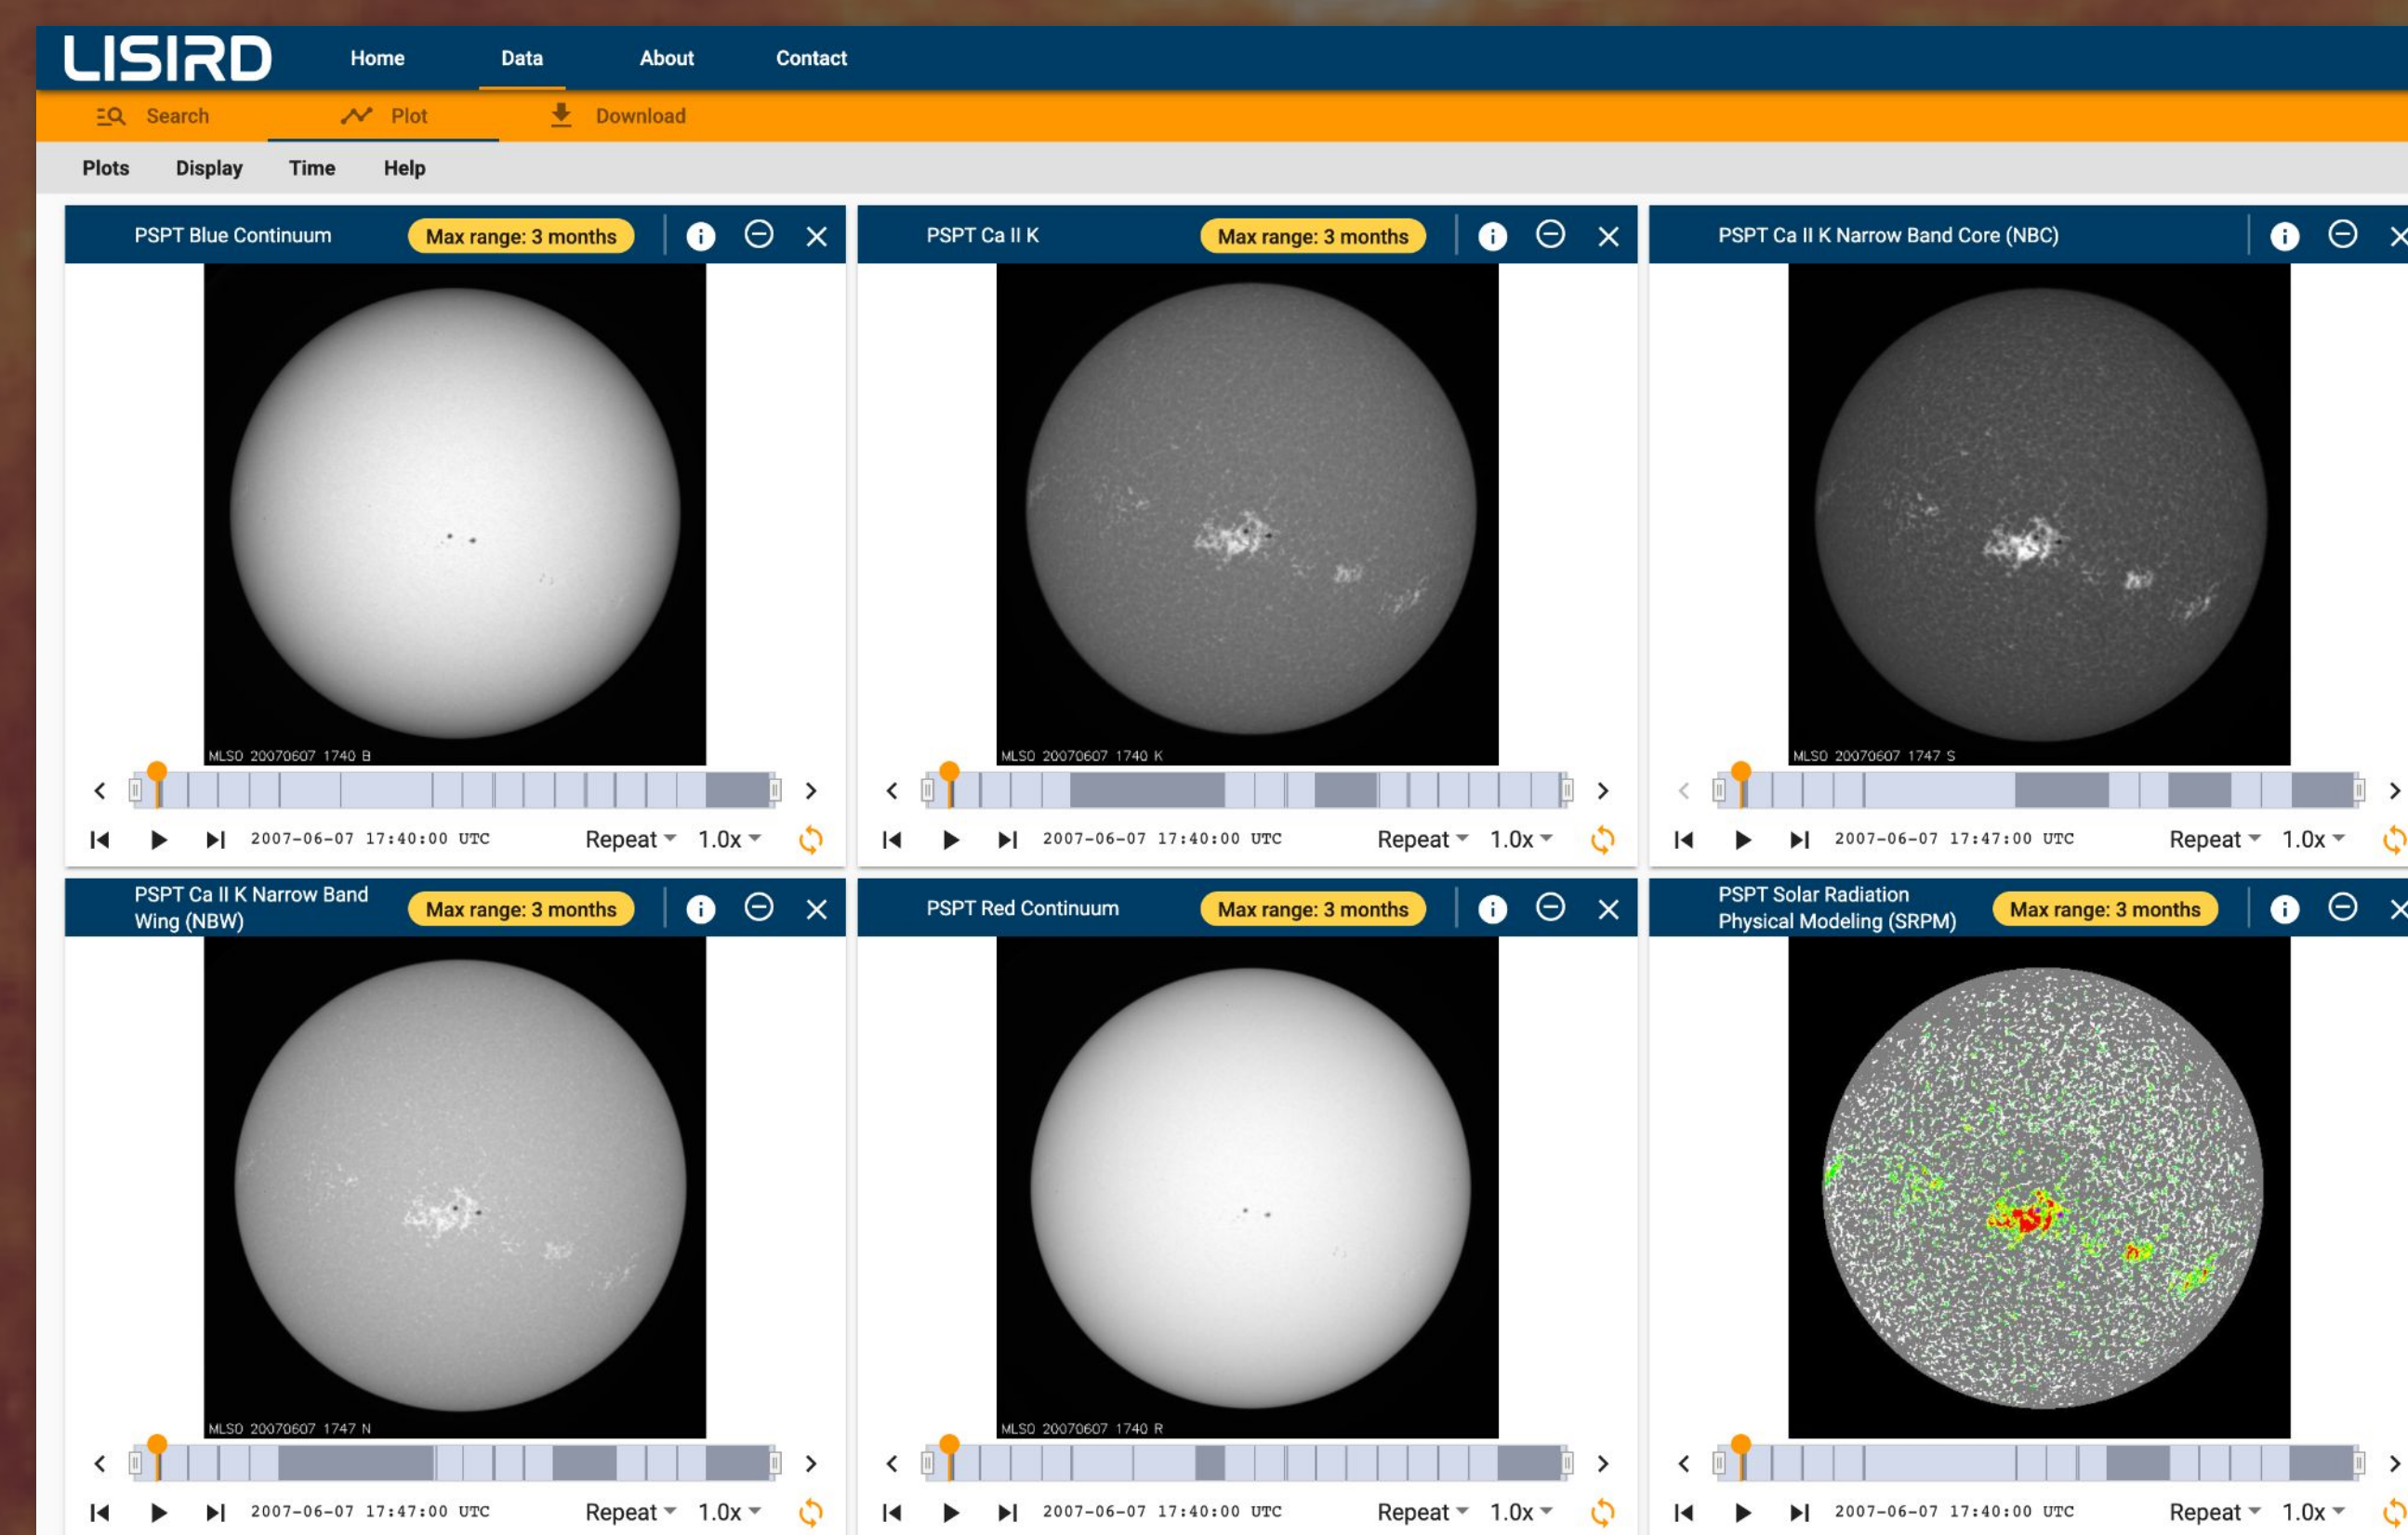 LISIRD Home Data About Contact
Search Plot Download
Plots Display Time Help
PSPT Blue Continuum Max range: 3 months
MLSO 20070607 1740 B
2007-06-07 17:40:00 UTC Repeat 1.0x
PSPT Ca II K Max range: 3 months
MLSO 20070607 1740 K
2007-06-07 17:40:00 UTC Repeat 1.0x
PSPT Ca II K Narrow Band Core (NBC)
MLSO 20070607 1747 S
2007-06-07 17:47:00 UTC Repeat 1.0x
PSPT Ca II K Narrow Band
Wing (NBW)
Max range: 3 months
MLSO 20070607 1747 N
2007-06-07 17:47:00 UTC Repeat 1.0x
PSPT Red Continuum Max range: 3 months
MLSO 20070607 1740 R
2007-06-07 17:40:00 UTC Repeat 1.0x
PSPT Solar Radiation
Physical Modeling (SRPM)
Max range: 3 months
2007-06-07 17:40:00 UTC Repeat 1.0x